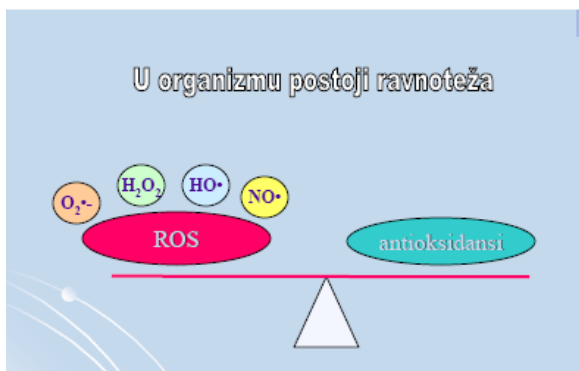 U organizmu postoji ravnoteža
O₂•-
H₂O₂
HO•
NO•
ROS
antioksidansi